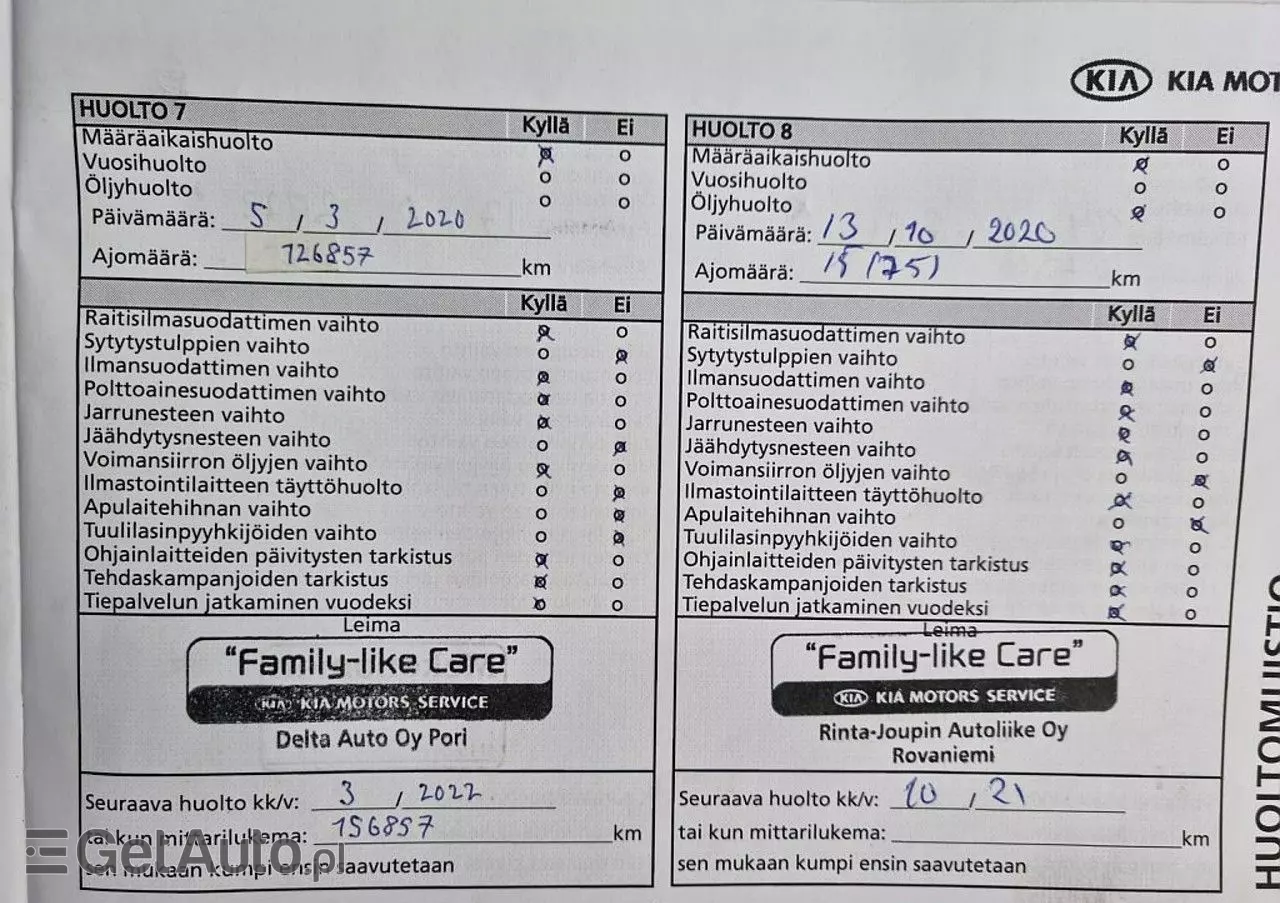 KIA KIA MOT
HUOLTO 7 Kyllä Ei
Määräaikaishuolto
Vuosihuolto
Öljyhuolto
Päivämäärä: 5 / 3 / 2020
Ajomäärä: 126857 km
Kyllä Ei
Raitisilmasuodattimen vaihto
Sytytystulppien vaihto
Ilmansuodattimen vaihto
Polttoainesuodattimen vaihto
Jarrunesteen vaihto
Jäähdytysnesteen vaihto
Voimansiirron öljyjen vaihto
Ilmastointilaitteen täyttöhuolto
Apulaitehihnan vaihto
Tuulilasinpyyhkijöiden vaihto
Ohjainlaitteiden päivitysten tarkistus
Tehdaskampanjoiden tarkistus
Tiepalvelun jatkaminen vuodeksi
Leima
"Family-like Care"
KIA KIA MOTORS SERVICE
Delta Auto Oy Pori
Seuraava huolto kk/v: 3 / 2022
tai kun mittarilukema: 156857 km
sen mukaan kumpi ensin saavutetaan
HUOLTO 8 Kyllä Ei
Määräaikaishuolto
Vuosihuolto
Öljyhuolto
Päivämäärä: 13 / 10 / 2020
Ajomäärä: km
Kyllä Ei
Raitisilmasuodattimen vaihto
Sytytystulppien vaihto
Ilmansuodattimen vaihto
Polttoainesuodattimen vaihto
Jarrunesteen vaihto
Jäähdytysnesteen vaihto
Voimansiirron öljyjen vaihto
Ilmastointilaitteen täyttöhuolto
Apulaitehihnan vaihto
Tuulilasinpyyhkijöiden vaihto
Ohjainlaitteiden päivitysten tarkistus
Tehdaskampanjoiden tarkistus
Tiepalvelun jatkaminen vuodeksi
Leima
"Family-like Care"
KIA KIA MOTORS SERVICE
Rinta-Joupin Autoliike Oy
Rovaniemi
Seuraava huolto kk/v: 10 / 21
tai kun mittarilukema: km
sen mukaan kumpi ensin saavutetaan
HUOLTOMUISTIO
GetAuto.pl